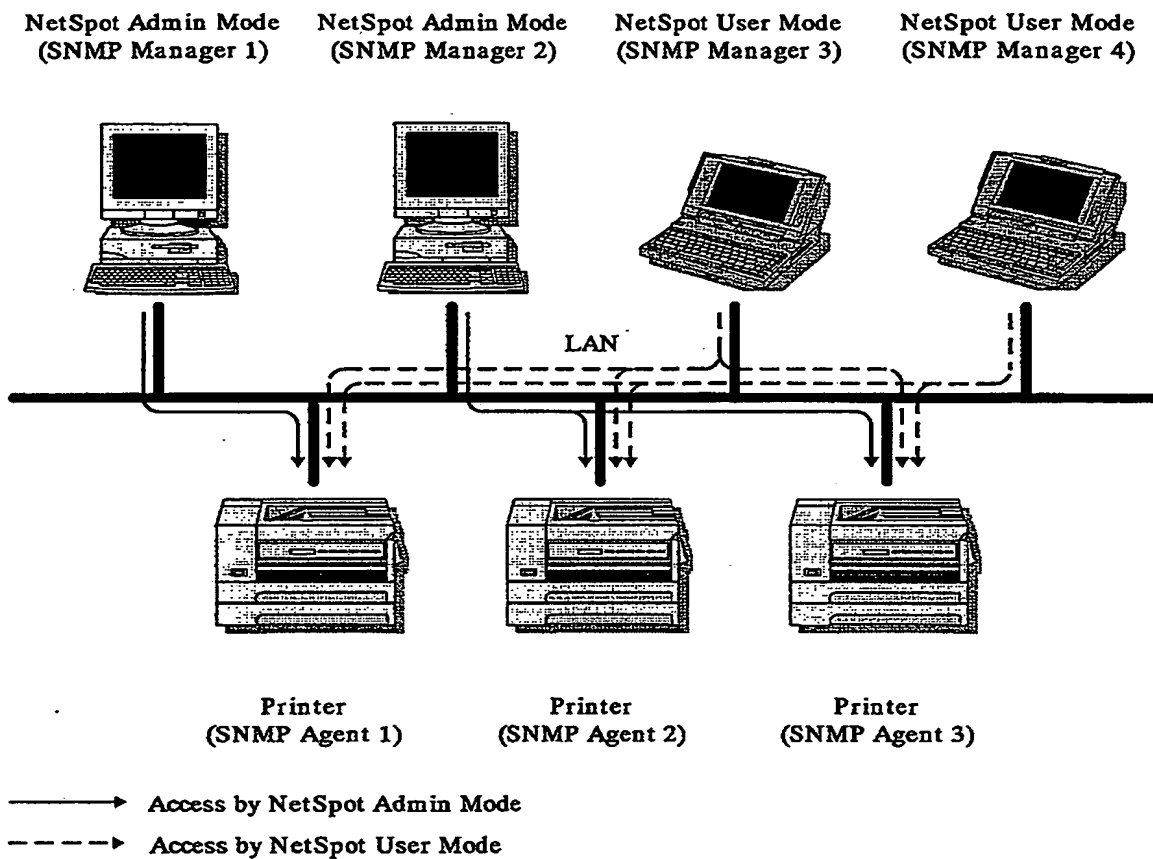 NetSpot Admin Mode
(SNMP Manager 1)
NetSpot Admin Mode
(SNMP Manager 2)
NetSpot User Mode
(SNMP Manager 3)
NetSpot User Mode
(SNMP Manager 4)
LAN
Printer
(SNMP Agent 1)
Printer
(SNMP Agent 2)
Printer
(SNMP Agent 3)
Access by NetSpot Admin Mode
Access by NetSpot User Mode